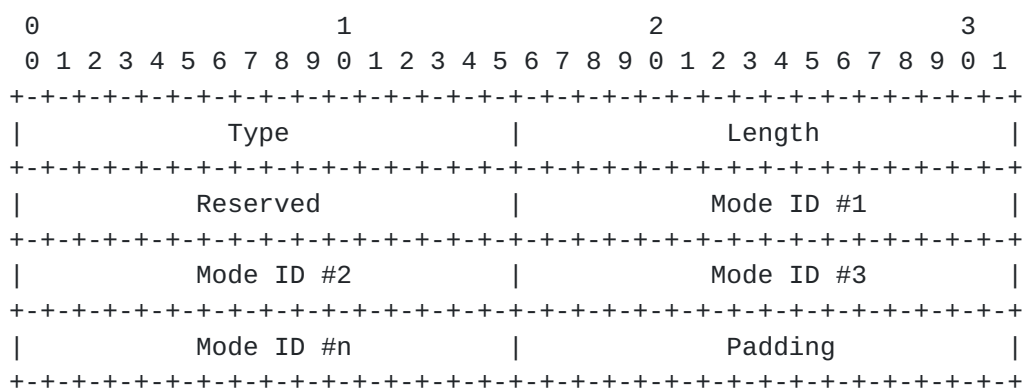 0                   1                   2                   3
0 1 2 3 4 5 6 7 8 9 0 1 2 3 4 5 6 7 8 9 0 1 2 3 4 5 6 7 8 9 0 1
+-+-+-+-+-+-+-+-+-+-+-+-+-+-+-+-+-+-+-+-+-+-+-+-+-+-+-+-+-+-+-+-+
|             Type              |             Length            |
+-+-+-+-+-+-+-+-+-+-+-+-+-+-+-+-+-+-+-+-+-+-+-+-+-+-+-+-+-+-+-+-+
|           Reserved            |            Mode ID #1         |
+-+-+-+-+-+-+-+-+-+-+-+-+-+-+-+-+-+-+-+-+-+-+-+-+-+-+-+-+-+-+-+-+
|           Mode ID #2          |            Mode ID #3         |
+-+-+-+-+-+-+-+-+-+-+-+-+-+-+-+-+-+-+-+-+-+-+-+-+-+-+-+-+-+-+-+-+
|           Mode ID #n          |             Padding           |
+-+-+-+-+-+-+-+-+-+-+-+-+-+-+-+-+-+-+-+-+-+-+-+-+-+-+-+-+-+-+-+-+